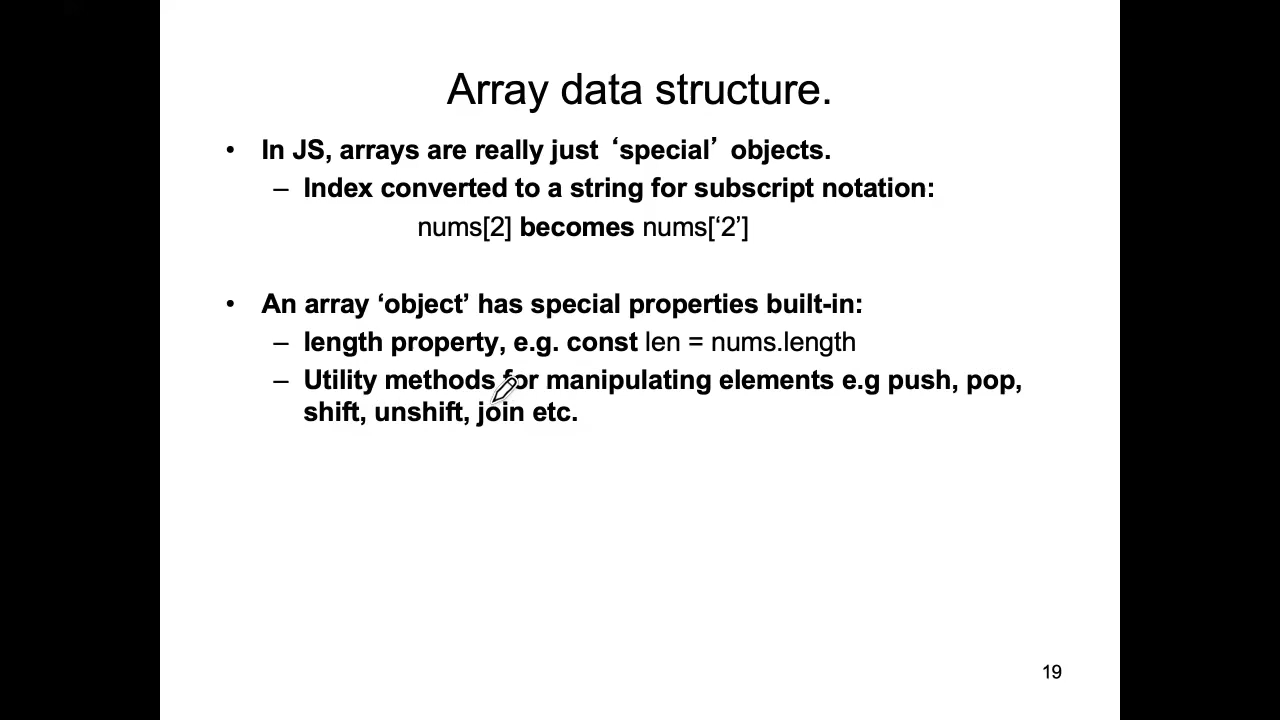 Array data structure.
• In JS, arrays are really just ‘special’ objects.
– Index converted to a string for subscript notation:
nums[2] becomes nums[‘2’]
• An array ‘object’ has special properties built-in:
– length property, e.g. const len = nums.length
– Utility methods for manipulating elements e.g push, pop,
shift, unshift, join etc.
19